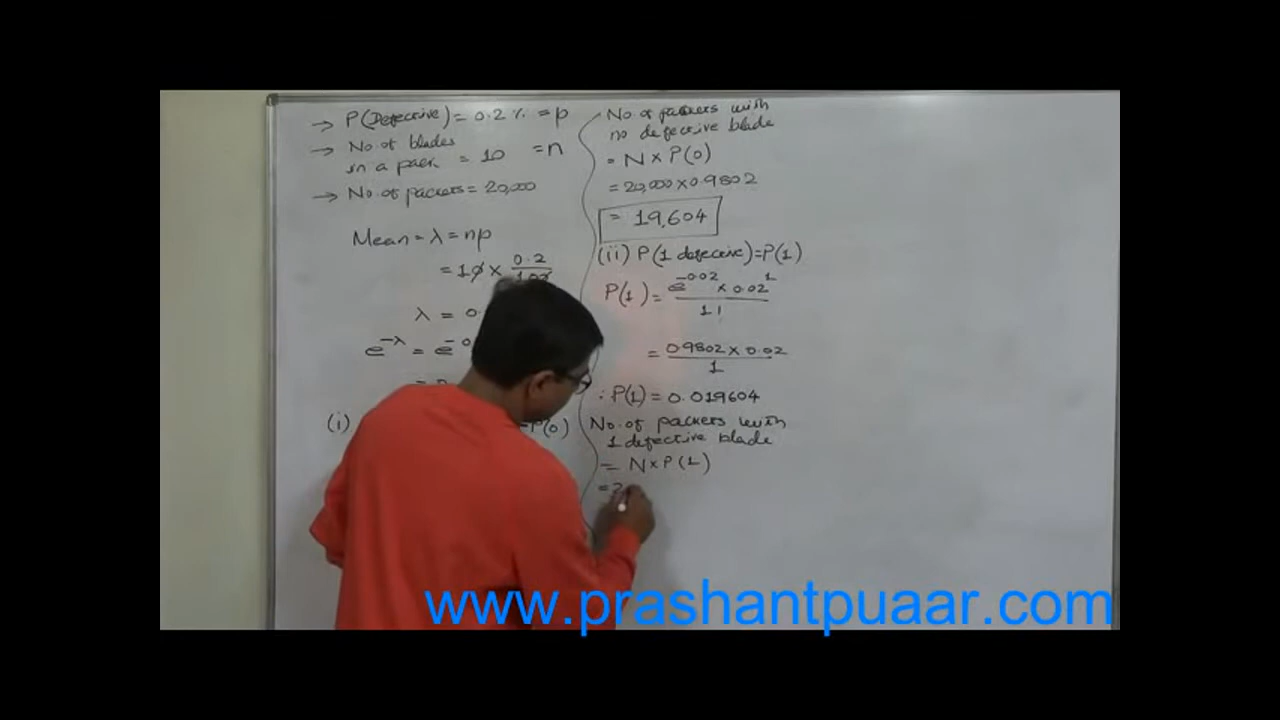 → P(Defective) = 0.2 % = p
→ No of blades
in a pack = 10 = n
→ No. of packets = 20,000
Mean = λ = np
= 10 × 0.2
100
λ = 0.
e^-λ = e^-0
(i)
=P(0)
No. of packets with
no defective blade
= N × P(0)
= 20,000 × 0.9802
= 19,604
(ii) P(1 defective) = P(1)
P(1) = e^-0.02 × 0.02^1
1!
= 0.9802 × 0.02
1
∴ P(1) = 0.019604
No. of packets with
1 defective blade
= N × P(1)
= 2
www.prashantpuaar.com